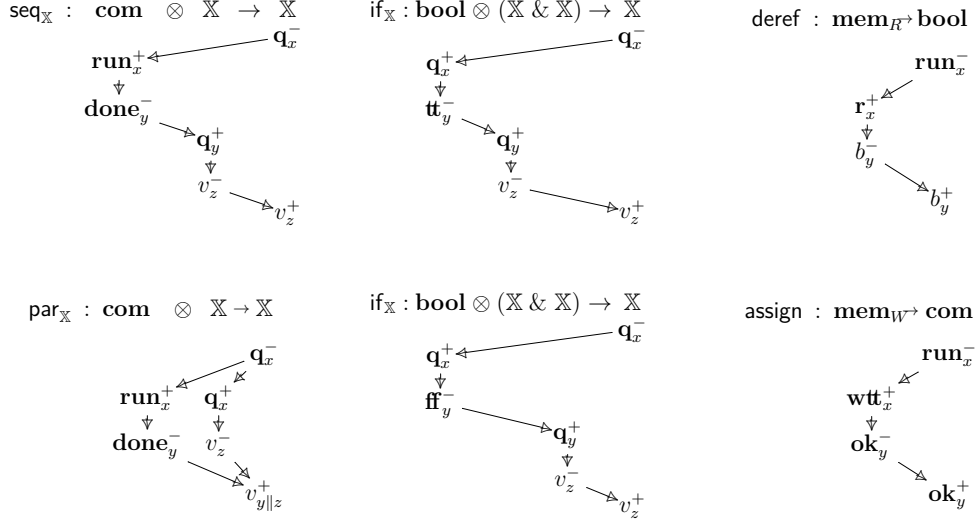 seq_𝕏 : com ⊗ 𝕏 → 𝕏
q_x^-
run_x^+
done_y^-
q_y^+
v_z^-
v_z^+
if_𝕏 : bool ⊗ (𝕏 & 𝕏) → 𝕏
q_x^-
q_x^+
tt_y^-
q_y^+
v_z^-
v_z^+
deref : mem_R → bool
run_x^-
r_x^+
b_y^-
b_y^+
par_𝕏 : com ⊗ 𝕏 → 𝕏
q_x^-
run_x^+ q_x^+
done_y^- v_z^-
v_{y∥z}^+
if_𝕏 : bool ⊗ (𝕏 & 𝕏) → 𝕏
q_x^-
q_x^+
ff_y^-
q_y^+
v_z^-
v_z^+
assign : mem_W → com
run_x^-
wtt_x^+
ok_y^-
ok_y^+